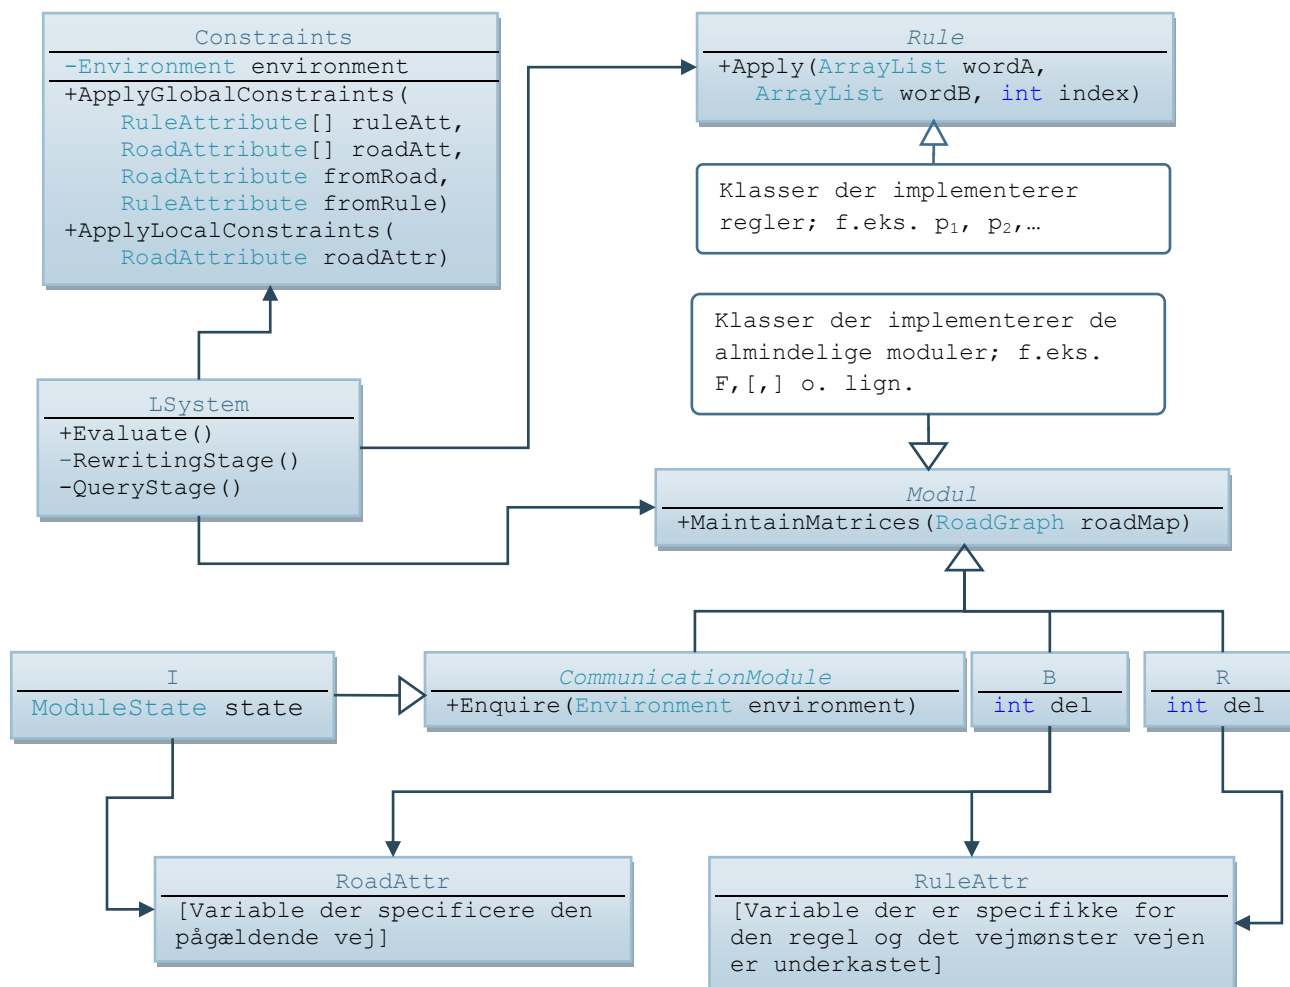 Constraints
-Environment environment
+ApplyGlobalConstraints(
RuleAttribute[] ruleAtt,
RoadAttribute[] roadAtt,
RoadAttribute fromRoad,
RuleAttribute fromRule)
+ApplyLocalConstraints(
RoadAttribute roadAttr)
Rule
+Apply(ArrayList wordA,
ArrayList wordB, int index)
Klasser der implementerer
regler; f.eks. p₁, p₂,…
Klasser der implementerer de
almindelige moduler; f.eks.
F,[,] o. lign.
LSystem
+Evaluate()
-RewritingStage()
-QueryStage()
Modul
+MaintainMatrices(RoadGraph roadMap)
I
ModuleState state
CommunicationModule
+Enquire(Environment environment)
B
int del
R
int del
RoadAttr
[Variable der specificere den
pågældende vej]
RuleAttr
[Variable der er specifikke for
den regel og det vejmønster vejen
er underkastet]